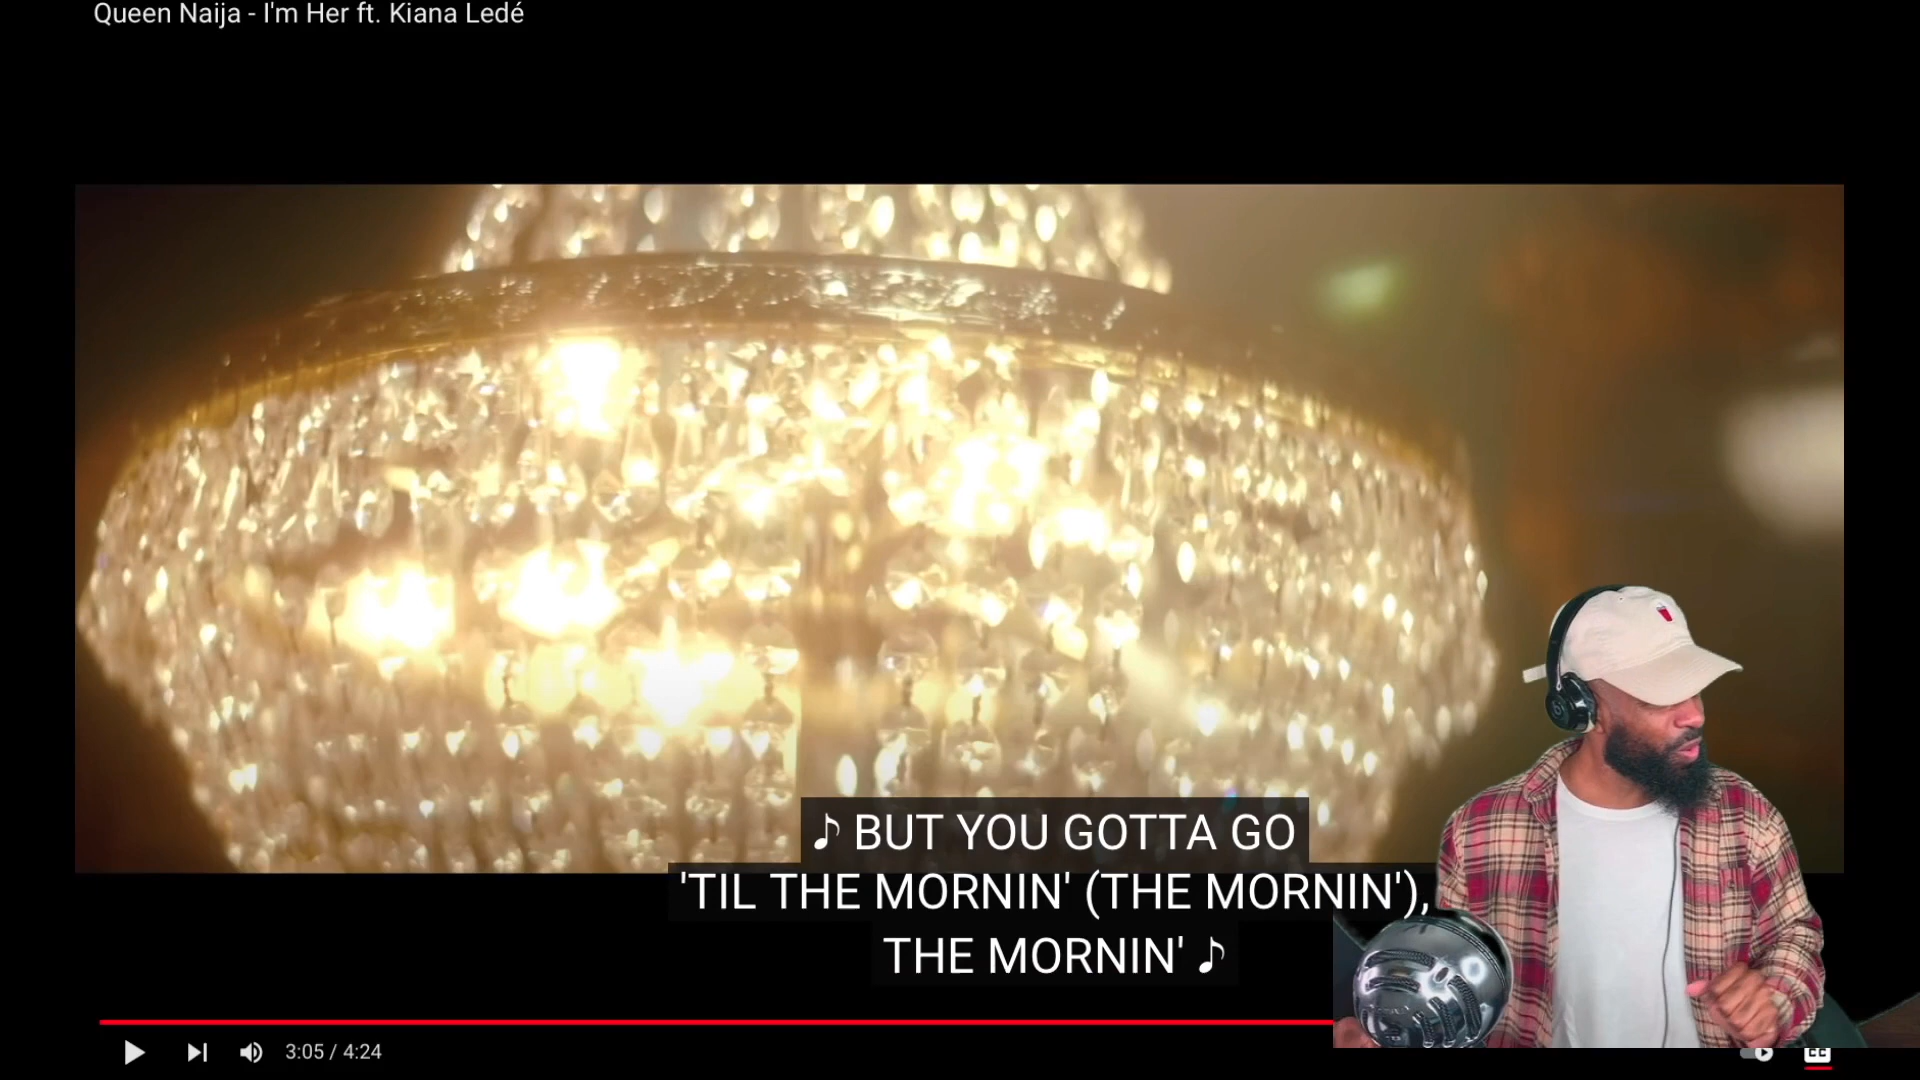 Queen Naija - I'm Her ft. Kiana Ledé
♪ BUT YOU GOTTA GO
'TIL THE MORNIN' (THE MORNIN'),
THE MORNIN' ♪
3:05 / 4:24
CC